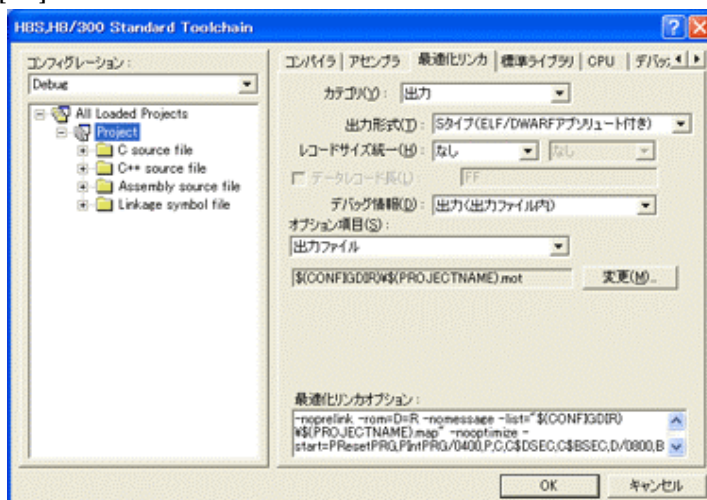 H8S,H8/300 Standard Toolchain
コンフィグレーション:
Debug
All Loaded Projects
Project
C source file
C++ source file
Assembly source file
Linkage symbol file
コンパイラ アセンブラ 最適化リンカ 標準ライブラリ CPU デバッ
カテゴリ(Y): 出力
出力形式(T): Sタイプ(ELF/DWARFアブソリュート付き)
レコードサイズ統一(H): なし なし
データレコード長(L): FF
デバッグ情報(D): 出力(出力ファイル内)
オプション項目(S):
出力ファイル
$(CONFIGDIR)¥$(PROJECTNAME).mot 変更(M)...
最適化リンカオプション:
-noprelink -rom=D=R -nomessage -list="$(CONFIGDIR)
¥$(PROJECTNAME).map" -nooptimize -
start=PResetPRG,PIntPRG/0400,P,C,C$DSEC,C$BSEC,D/0800,B
OK キャンセル